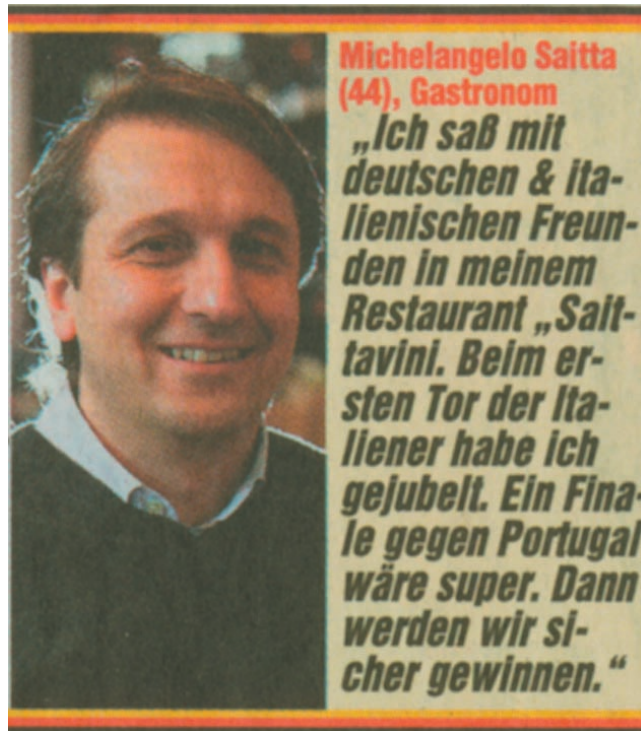 Michelangelo Saitta
(44), Gastronom
„Ich saß mit
deutschen & ita-
lienischen Freun-
den in meinem
Restaurant „Sait-
tavini. Beim er-
sten Tor der Ita-
liener habe ich
gejubelt. Ein Fina-
le gegen Portugal
wäre super. Dann
werden wir si-
cher gewinnen.“